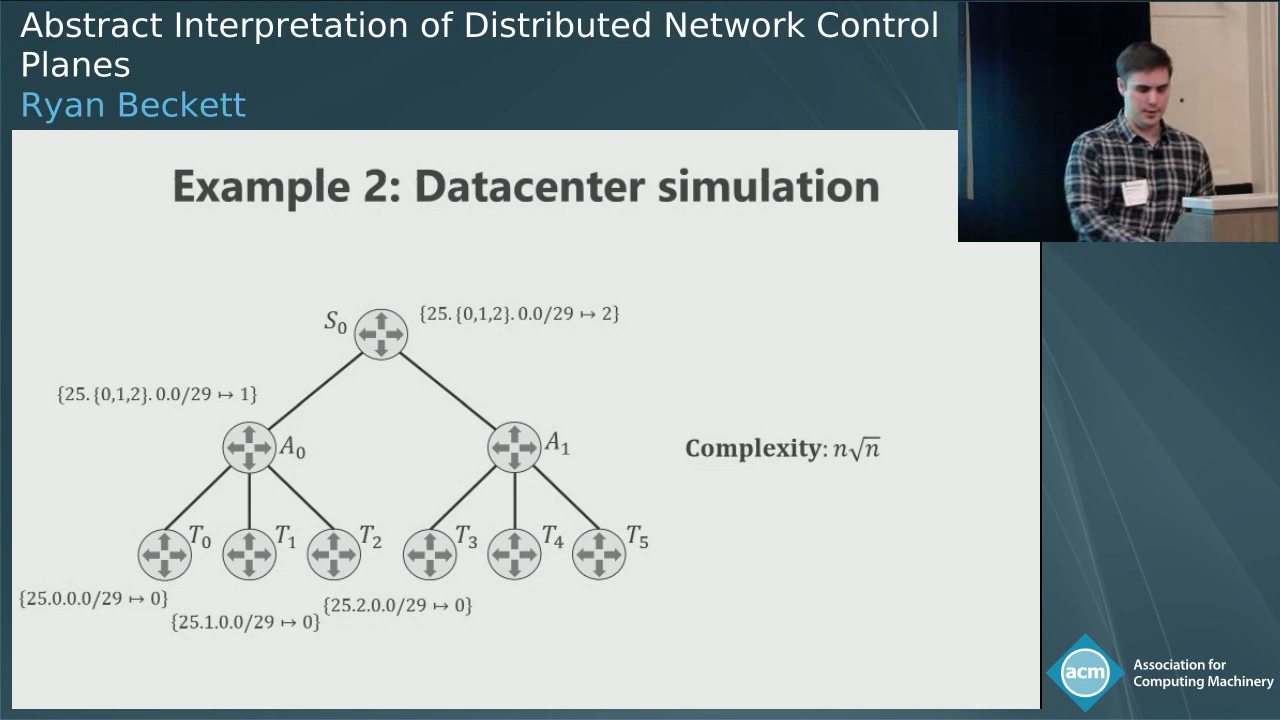 Abstract Interpretation of Distributed Network Control
Planes
Ryan Beckett
Example 2: Datacenter simulation
S₀
{25.{0,1,2}.0.0/29 ↦ 2}
{25.{0,1,2}.0.0/29 ↦ 1}
A₀
A₁
Complexity: n√n
T₀
T₁
T₂
T₃
T₄
T₅
{25.0.0.0/29 ↦ 0}
{25.1.0.0/29 ↦ 0}
{25.2.0.0/29 ↦ 0}
acm
Association for
Computing Machinery